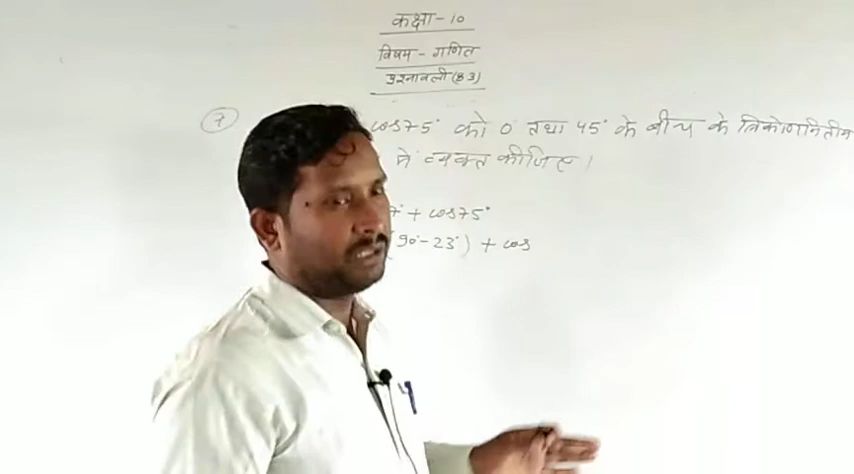 कक्षा - 10
विषय - गणित
प्रश्नावली (8.3)
7 cos75° को 0° तथा 45° के बीच के त्रिकोणमितीय
में व्यक्त कीजिए।
7° + cos75°
(90° - 23°) + cos